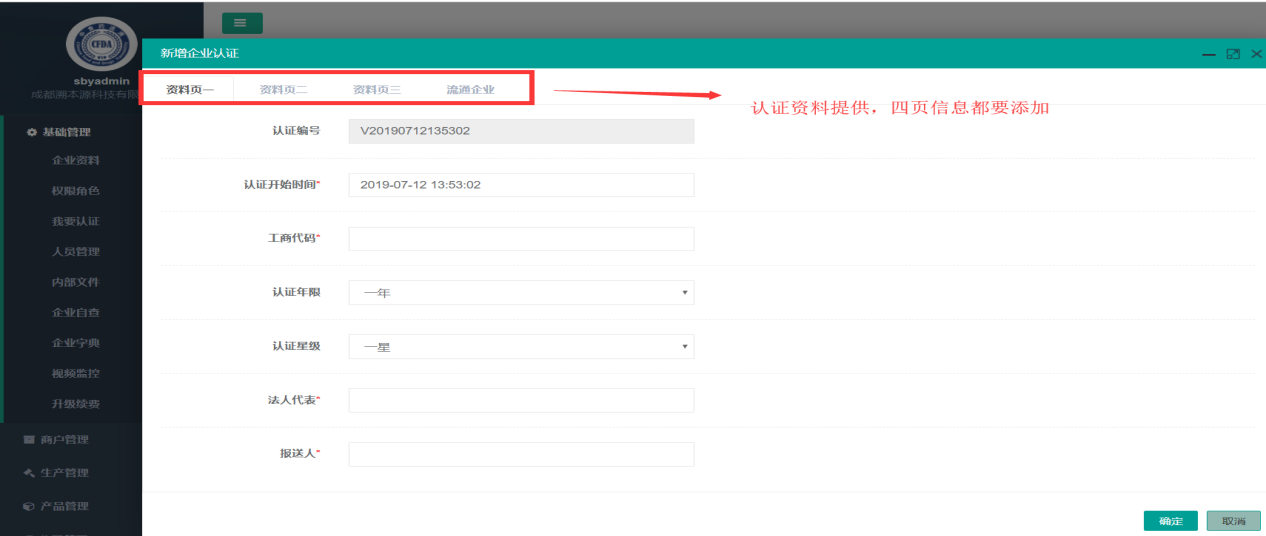 CFDA
sbyadmin
成都溯本源科技有限
基础管理
企业资料
权限角色
我要认证
人员管理
内部文件
企业自查
企业字典
视频监控
升级续费
商户管理
生产管理
产品管理
新增企业认证
资料页一 资料页二 资料页三 流通企业
认证资料提供，四页信息都要添加
认证编号 V20190712135302
认证开始时间* 2019-07-12 13:53:02
工商代码*
认证年限 一年
认证星级 一星
法人代表*
报送人*
确定 取消